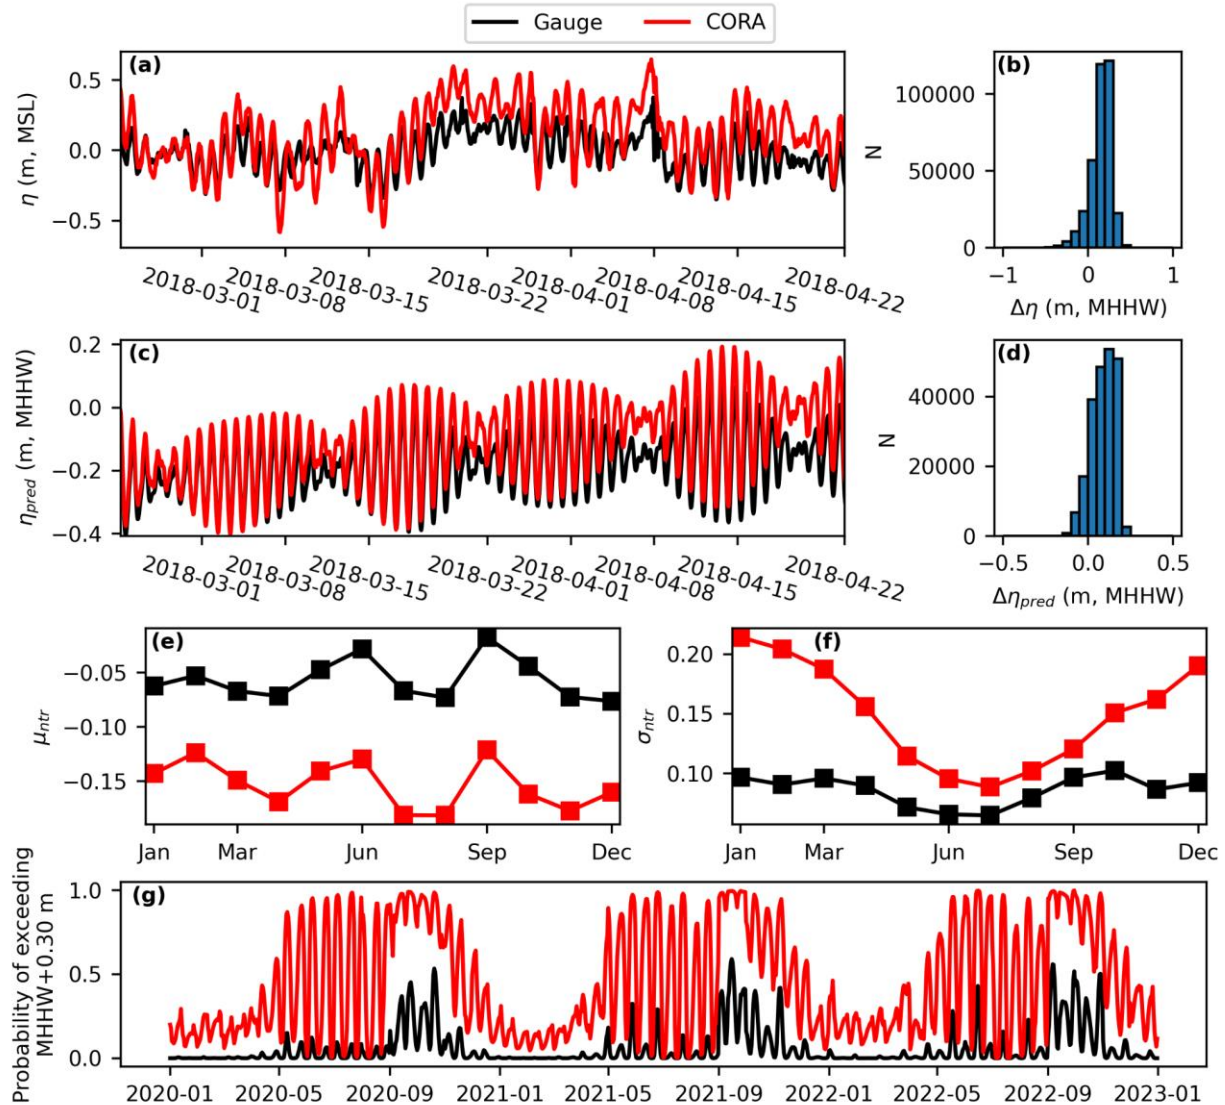 Gauge CORA
(a)
η (m, MSL)
0.5
0.0
−0.5
2018-03-01
2018-03-08
2018-03-15
2018-03-22
2018-04-01
2018-04-08
2018-04-15
2018-04-22
(b)
N
100000
50000
0
−1 0 1
Δη (m, MHHW)
(c)
ηpred (m, MHHW)
0.2
0.0
−0.2
−0.4
2018-03-01
2018-03-08
2018-03-15
2018-03-22
2018-04-01
2018-04-08
2018-04-15
2018-04-22
(d)
N
40000
20000
0
−0.5 0.0 0.5
Δηpred (m, MHHW)
(e)
μntr
−0.05
−0.10
−0.15
Jan Mar Jun Sep Dec
(f)
σntr
0.20
0.15
0.10
Jan Mar Jun Sep Dec
(g)
Probability of exceeding
MHHW+0.30 m
1.0
0.5
0.0
2020-01 2020-05 2020-09 2021-01 2021-05 2021-09 2022-01 2022-05 2022-09 2023-01